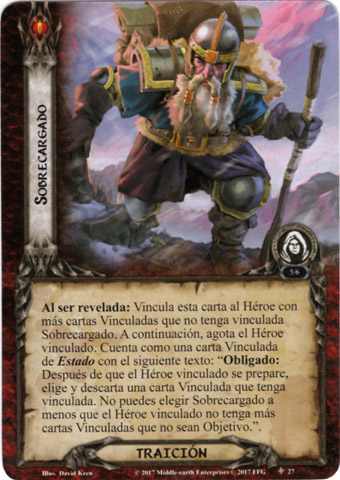 SOBRECARGADO
5/6
Al ser revelada: Vincula esta carta al Héroe con
más cartas Vinculadas que no tenga vinculada
Sobrecargado. A continuación, agota el Héroe
vinculado. Cuenta como una carta Vinculada
de Estado con el siguiente texto: “Obligado:
Después de que el Héroe vinculado se prepare,
elige y descarta una carta Vinculada que tenga
vinculada. No puedes elegir Sobrecargado a
menos que el Héroe vinculado no tenga más
cartas Vinculadas que no sean Objetivo.”.
TRAICIÓN
Illus. David Kegg
© 2017 Middle-earth Enterprises © 2017 FFG
27